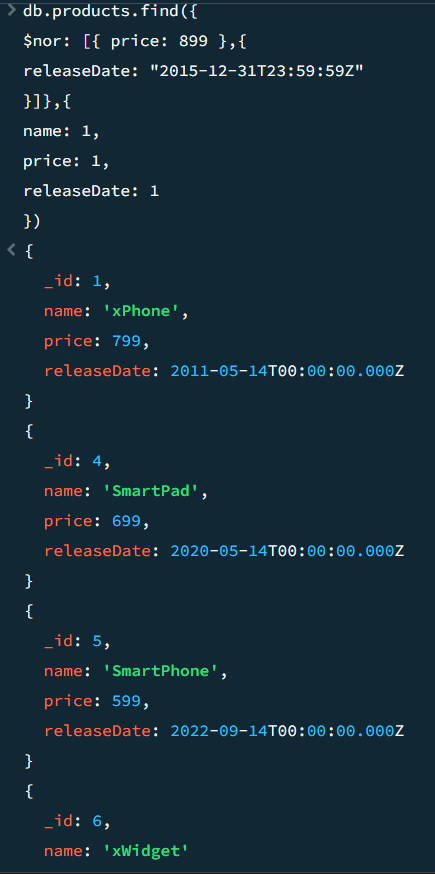 db.products.find({
$nor: [{ price: 899 },{
releaseDate: "2015-12-31T23:59:59Z"
}]},{
name: 1,
price: 1,
releaseDate: 1
})
{
_id: 1,
name: 'xPhone',
price: 799,
releaseDate: 2011-05-14T00:00:00.000Z
}
{
_id: 4,
name: 'SmartPad',
price: 699,
releaseDate: 2020-05-14T00:00:00.000Z
}
{
_id: 5,
name: 'SmartPhone',
price: 599,
releaseDate: 2022-09-14T00:00:00.000Z
}
{
_id: 6,
name: 'xWidget'